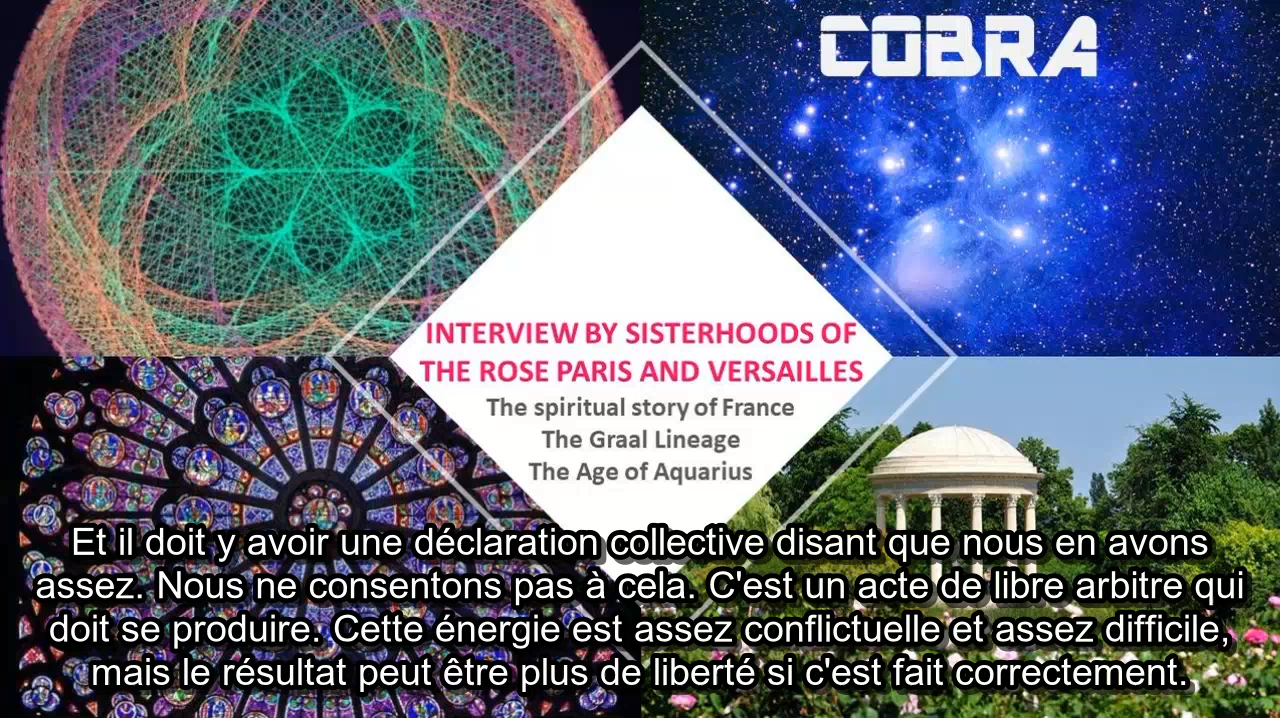 COBRA
INTERVIEW BY SISTERHOODS OF
THE ROSE PARIS AND VERSAILLES
The spiritual story of France
The Graal Lineage
The Age of Aquarius
Et il doit y avoir une déclaration collective disant que nous en avons
assez. Nous ne consentons pas à cela. C'est un acte de libre arbitre qui
doit se produire. Cette énergie est assez conflictuelle et assez difficile,
mais le résultat peut être plus de liberté si c'est fait correctement.